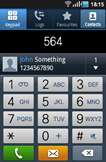 18:15
Keypad Logs Favourites Contacts
564
John Something
1234567890
1 2 ABC 3 DEF
4 GHI 5 JKL 6 MNO
7 PQRS 8 TUV 9 WXYZ
* 0 + #